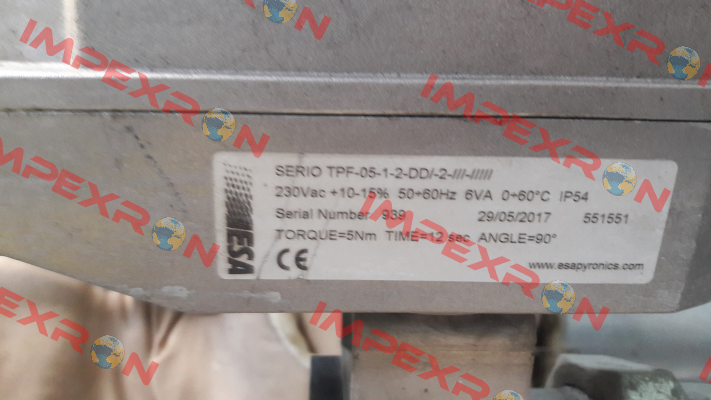 SERIO TPF-05-1-2-DD/-2-///-/////
230Vac +10-15% 50÷60Hz 6VA 0÷60°C IP54
Serial Number 939 29/05/2017 551551
TORQUE=5Nm TIME=12 sec ANGLE=90°
ESA
CE
www.esapyronics.com
IMPEXRON
IMPEXRON
IMPEXRON
IMPEXRON
IMPEXRON
IMPEXRON